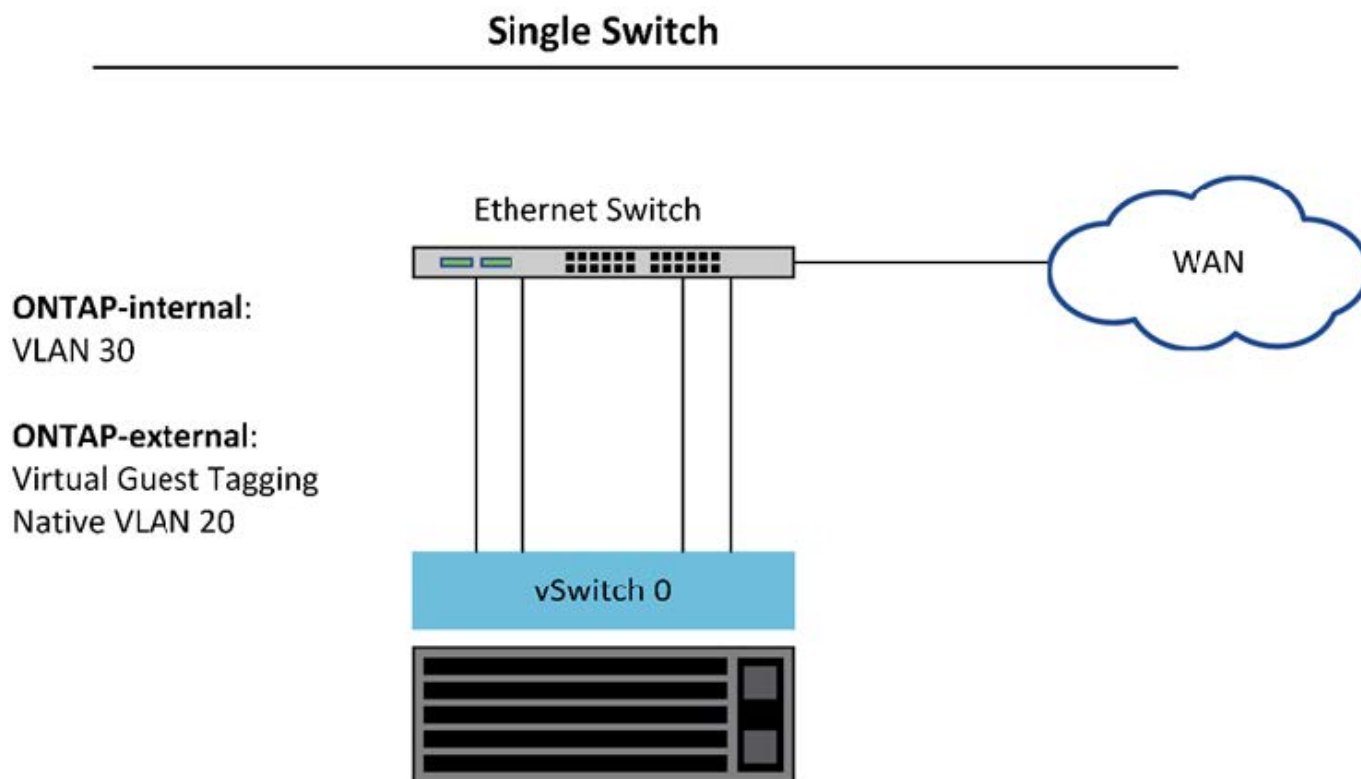 Single Switch
Ethernet Switch
WAN
ONTAP-internal:
VLAN 30
ONTAP-external:
Virtual Guest Tagging
Native VLAN 20
vSwitch 0